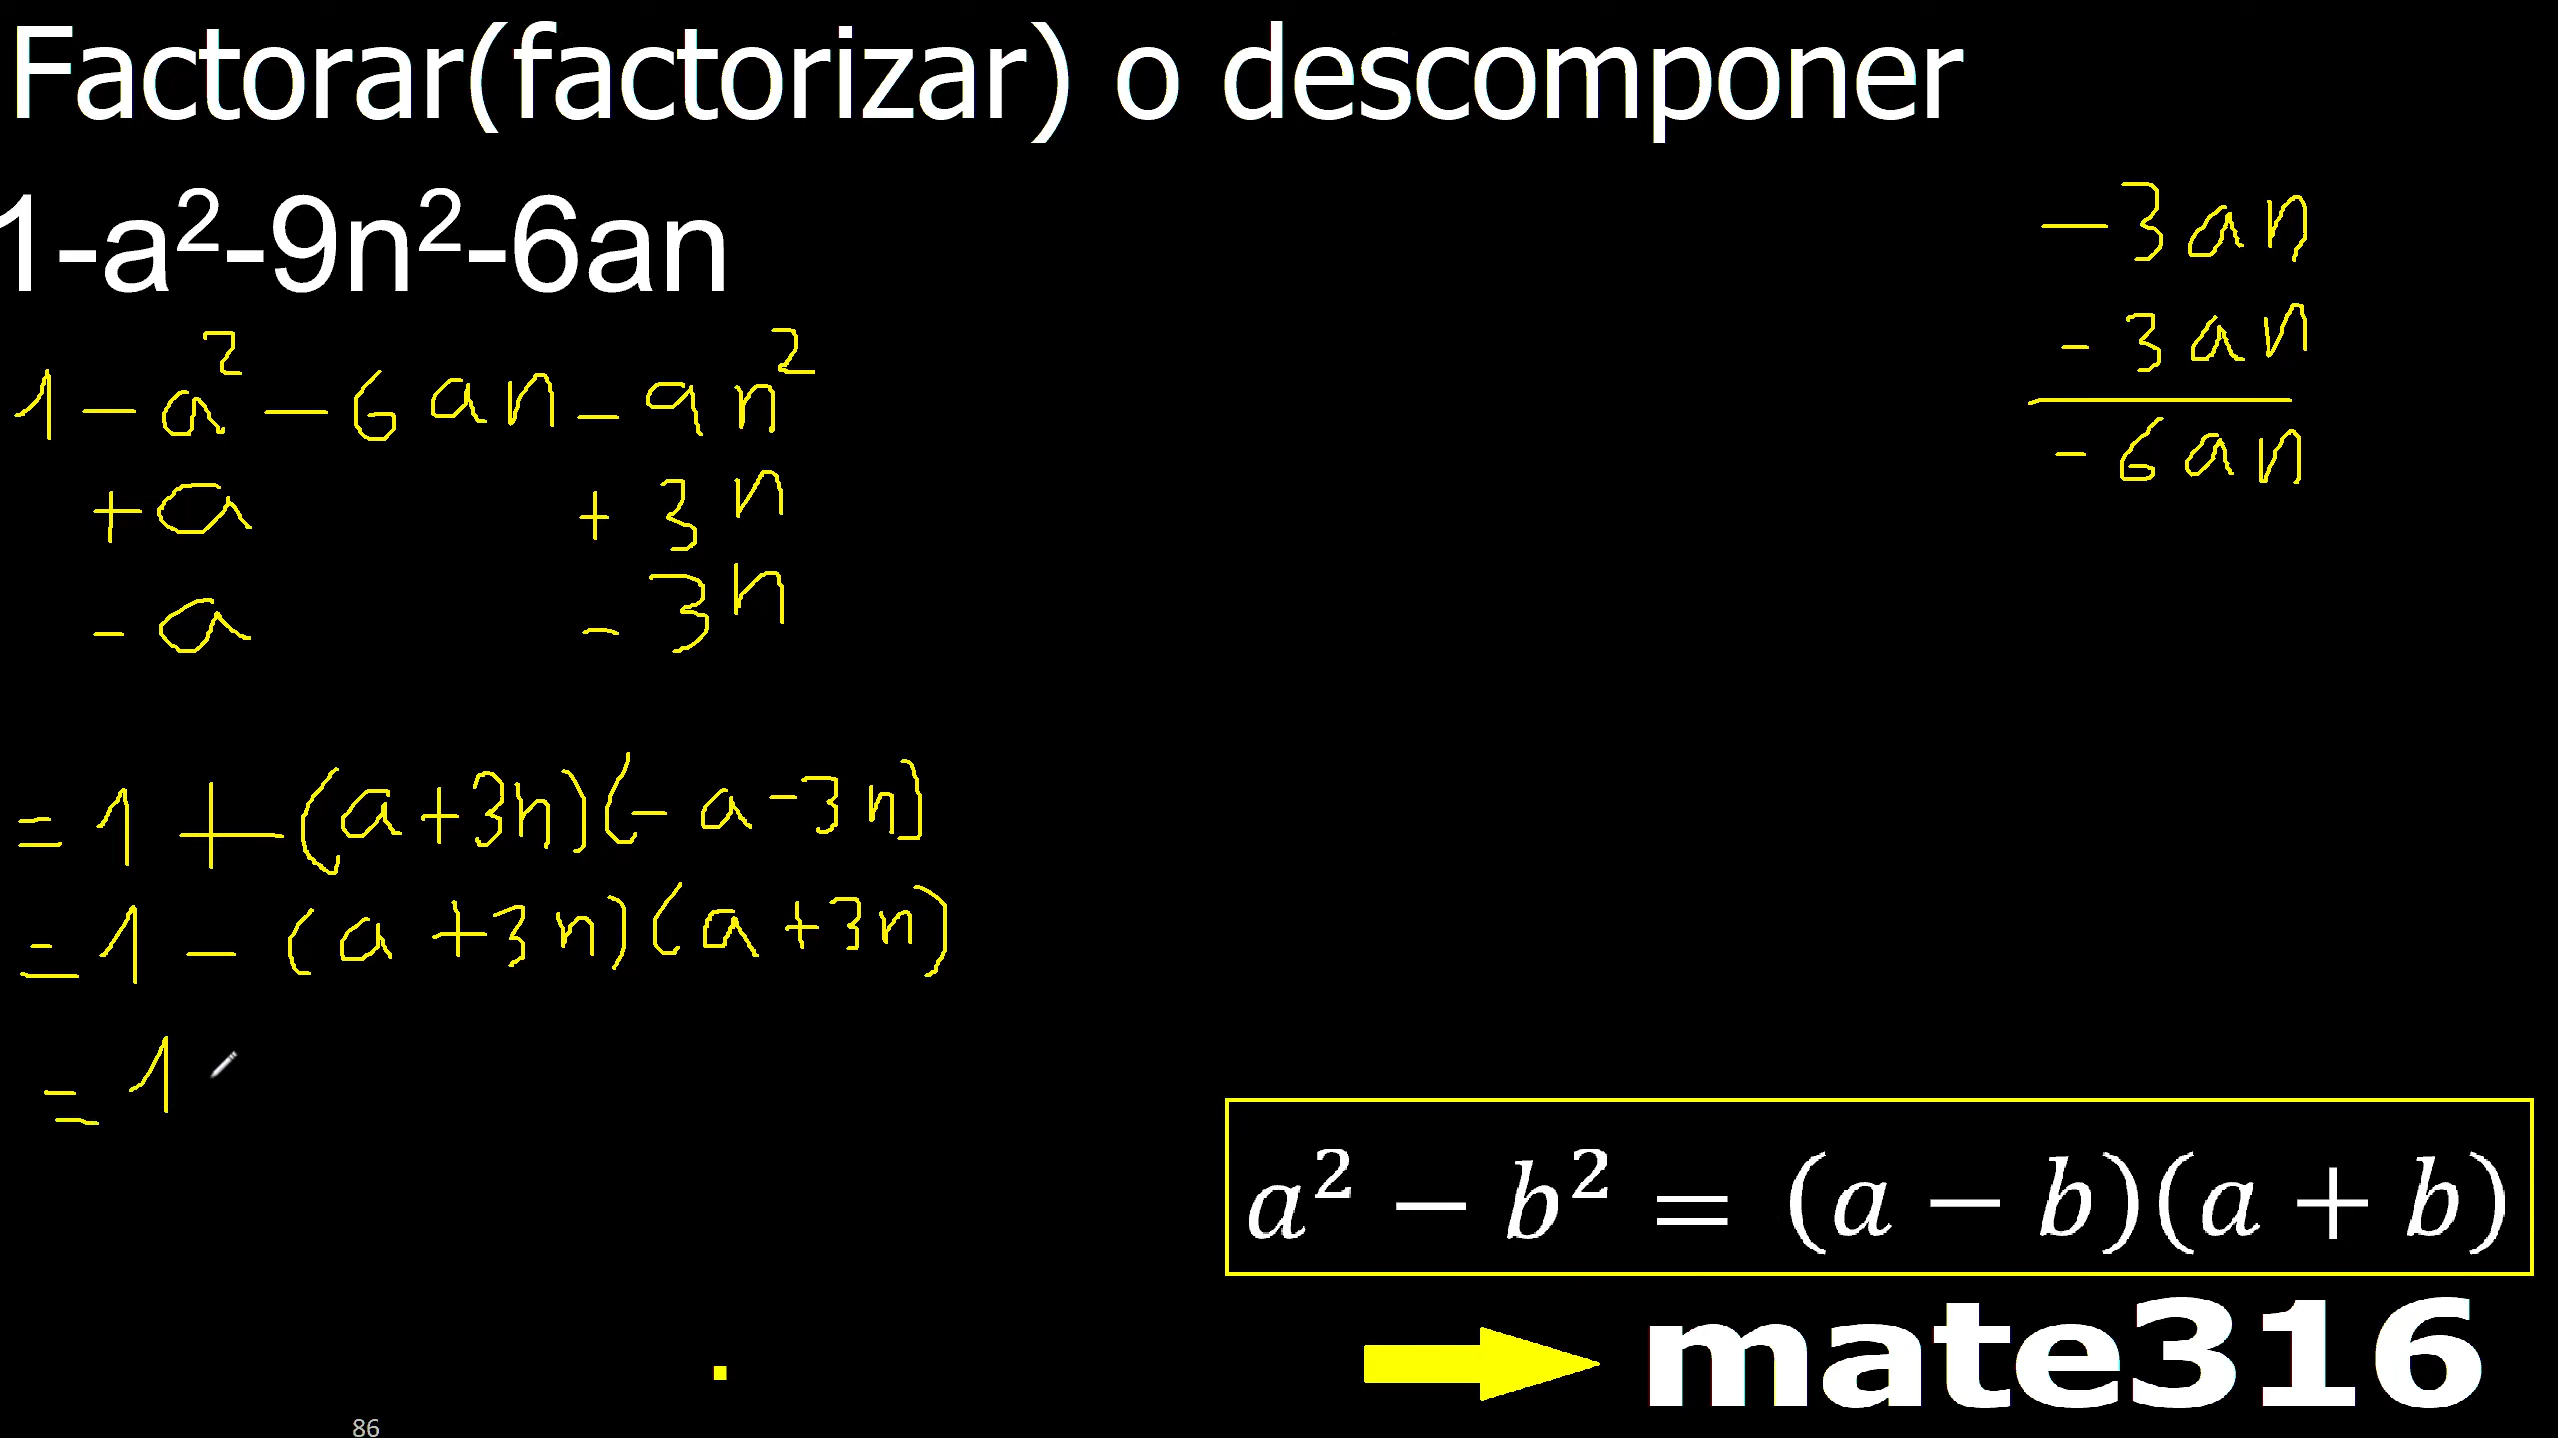 Factorar(factorizar) o descomponer
1-a²-9n²-6an
1-a²-6an-9n²
+a +3n
-a -3n
-3an
-3an
-6an
=1+(a+3n)(-a-3n)
=1-(a+3n)(a+3n)
=1
a² − b² = (a − b)(a + b)
mate316
86